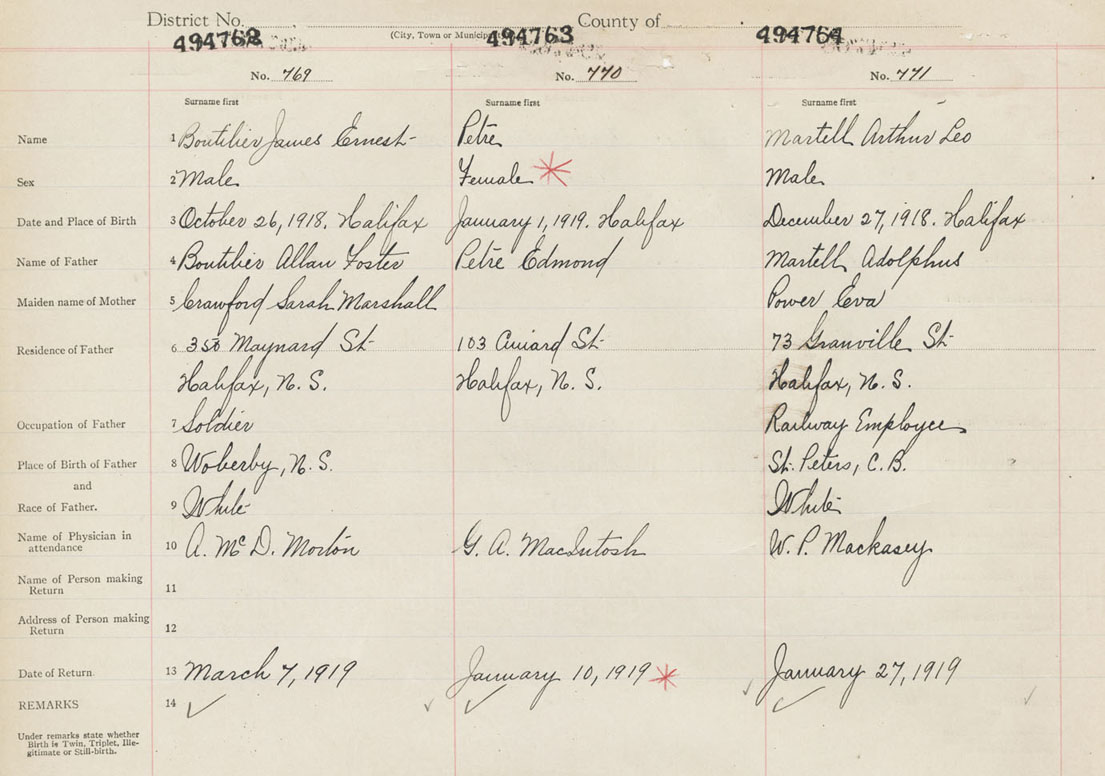 District No. County of
(City, Town or Municip
494762 494763 494764
No. 769 No. 770 No. 771
Surname first Surname first Surname first
Name 1 Boutilier James Ernest Petre Martell Arthur Leo
Sex 2 Male Female Male
Date and Place of Birth 3 October 26, 1918. Halifax January 1, 1919. Halifax December 27, 1918. Halifax
Name of Father 4 Boutilier Allan Foster Petre Edmond Martell Adolphus
Maiden name of Mother 5 Crawford Sarah Marshall Power Eva
Residence of Father 6 Maynard St 103 St 73 Granville St
Halifax, N. S. Halifax, N. S. Halifax, N. S.
Occupation of Father 7 Soldier Railway Employee
Place of Birth of Father 8 Woberby, N. S. St. Peters, C. B.
and
Race of Father. 9 White White
Name of Physician in
attendance 10 A. McD. Morton G. A. MacIntosh W. P. Mackasey
Name of Person making
Return 11
Address of Person making
Return 12
Date of Return 13 March 7, 1919 January 10, 1919 January 27, 1919
REMARKS 14
Under remarks state whether
Birth is Twin, Triplet, Ille-
gitimate or Still-birth.